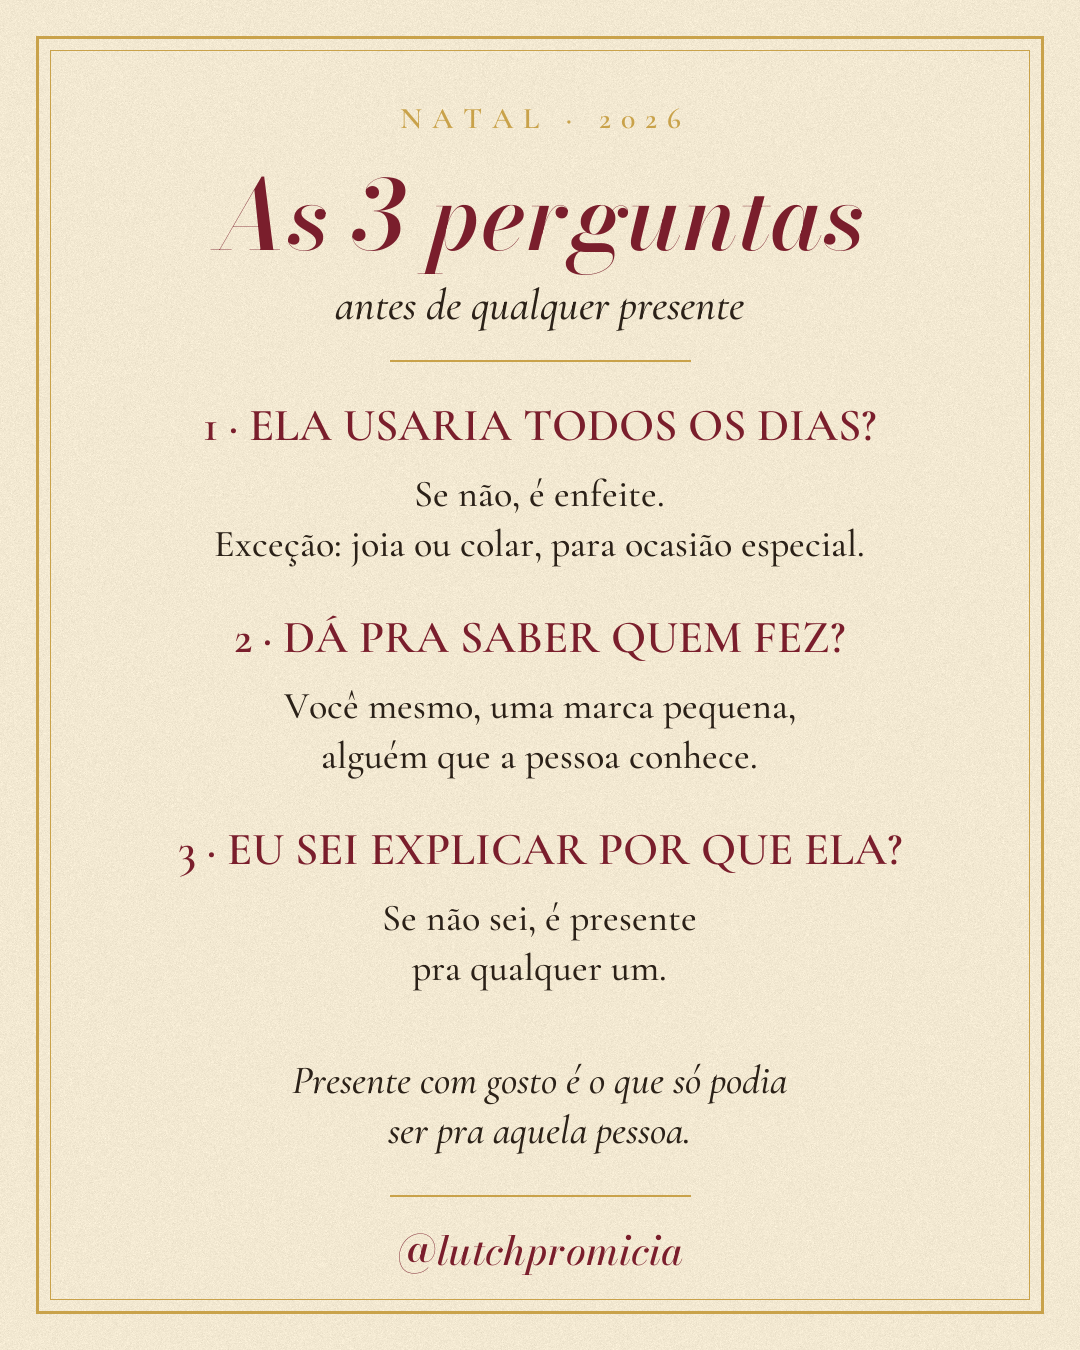 NATAL · 2026
As 3 perguntas
antes de qualquer presente
1 · ELA USARIA TODOS OS DIAS?
Se não, é enfeite.
Exceção: joia ou colar, para ocasião especial.
2 · DÁ PRA SABER QUEM FEZ?
Você mesmo, uma marca pequena,
alguém que a pessoa conhece.
3 · EU SEI EXPLICAR POR QUE ELA?
Se não sei, é presente
pra qualquer um.
Presente com gosto é o que só podia
ser pra aquela pessoa.
@lutchpromicia